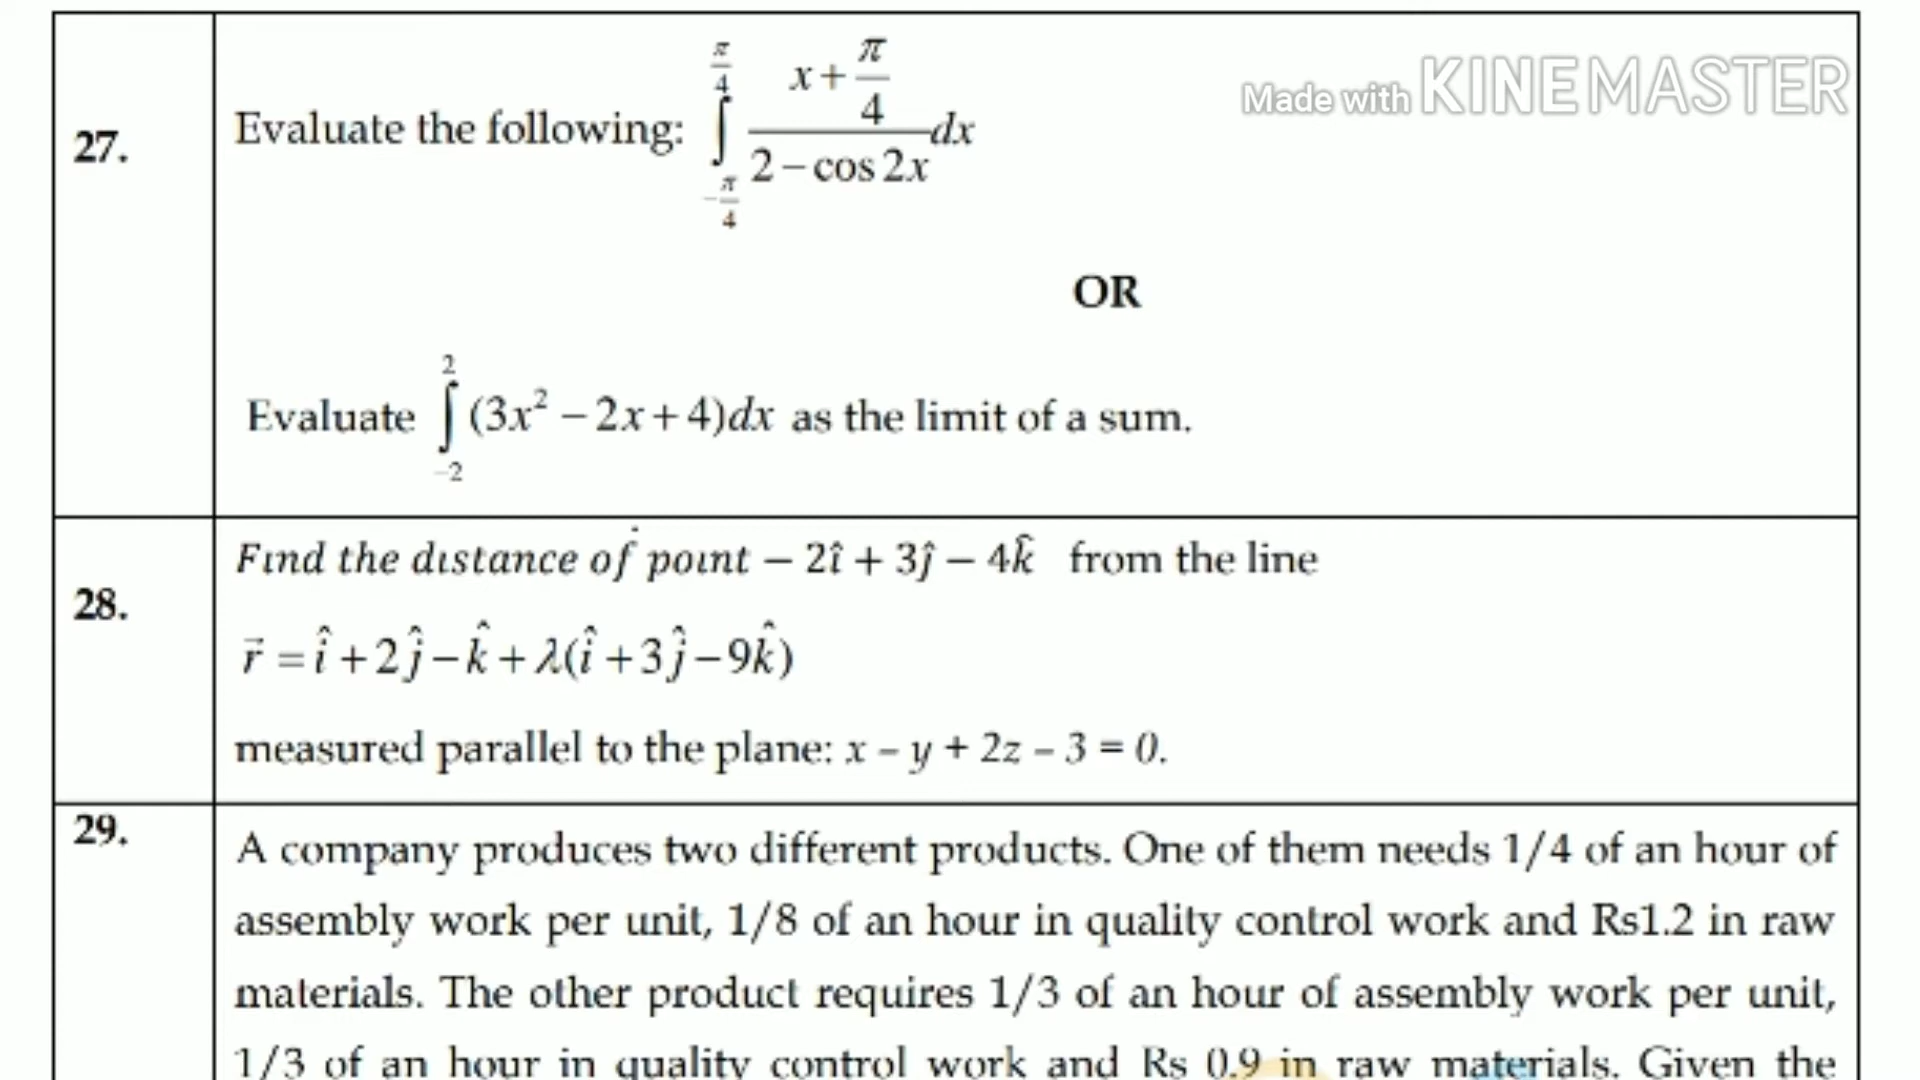 Made with KINEMASTER
27.
Evaluate the following: ∫_{-π/4}^{π/4} (x + π/4)/(2 − cos 2x) dx
OR
Evaluate ∫_{-2}^{2} (3x² − 2x + 4)dx as the limit of a sum.
28.
Find the distance of point − 2î + 3ĵ − 4k̂ from the line
r⃗ = î + 2ĵ − k̂ + λ(î + 3ĵ − 9k̂)
measured parallel to the plane: x – y + 2z – 3 = 0.
29.
A company produces two different products. One of them needs 1/4 of an hour of
assembly work per unit, 1/8 of an hour in quality control work and Rs1.2 in raw
materials. The other product requires 1/3 of an hour of assembly work per unit,
1/3 of an hour in quality control work and Rs 0.9 in raw materials. Given the